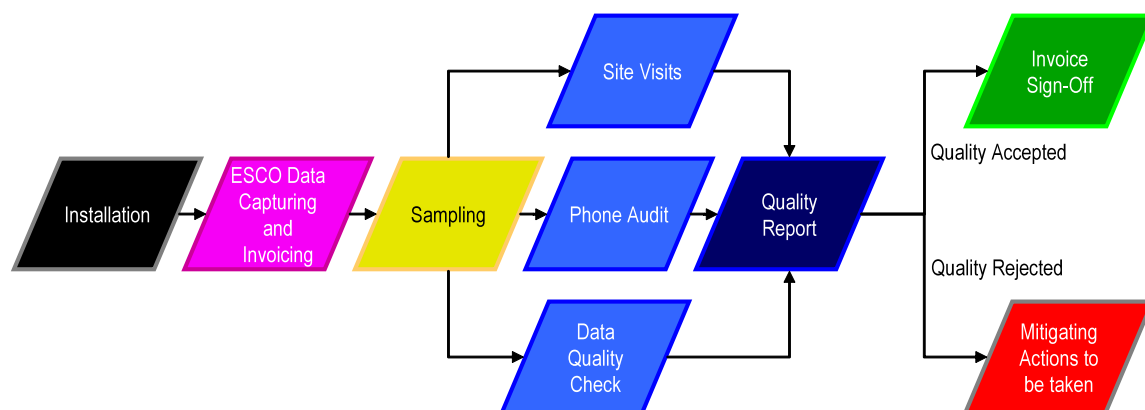 Installation
ESCO Data
Capturing
and
Invoicing
Sampling
Site Visits
Phone Audit
Data
Quality
Check
Quality
Report
Quality Accepted
Invoice
Sign-Off
Quality Rejected
Mitigating
Actions to
be taken